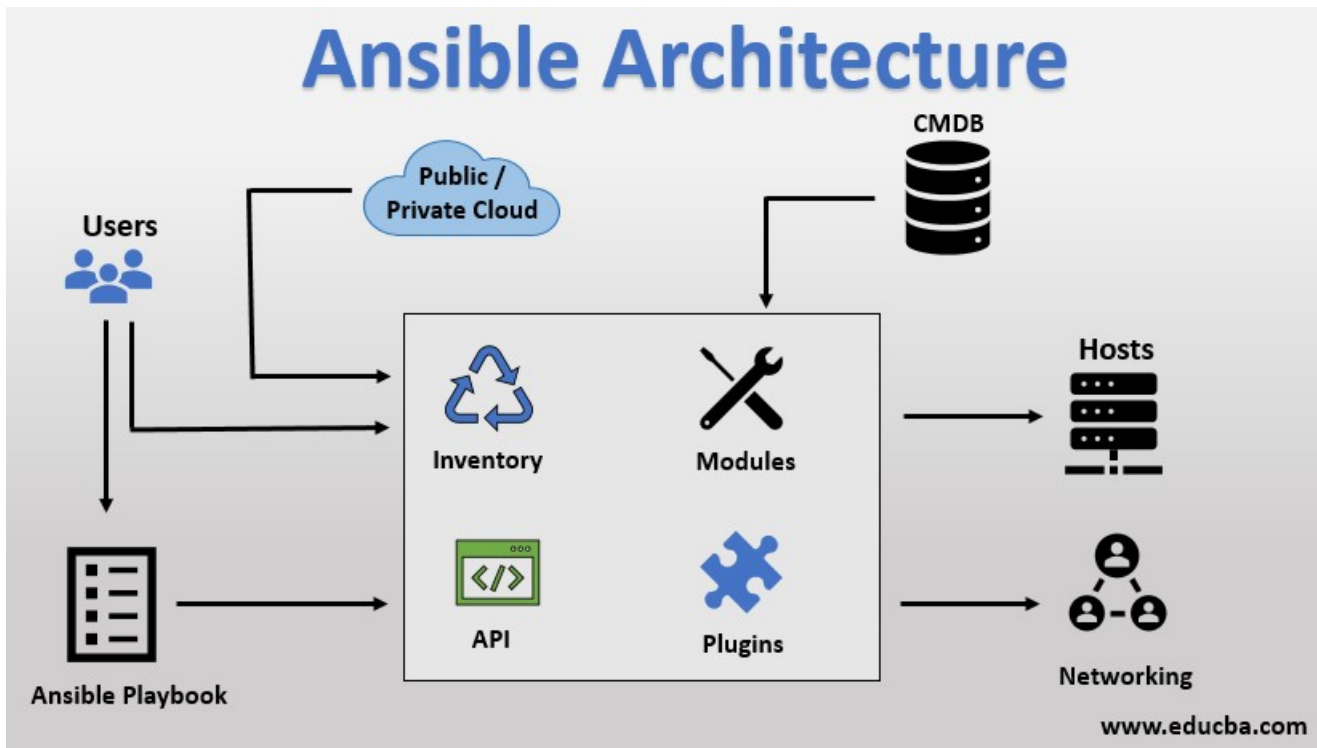 Ansible Architecture
CMDB
Public /
Private Cloud
Users
Hosts
Inventory
Modules
API
Plugins
Networking
Ansible Playbook
www.educba.com